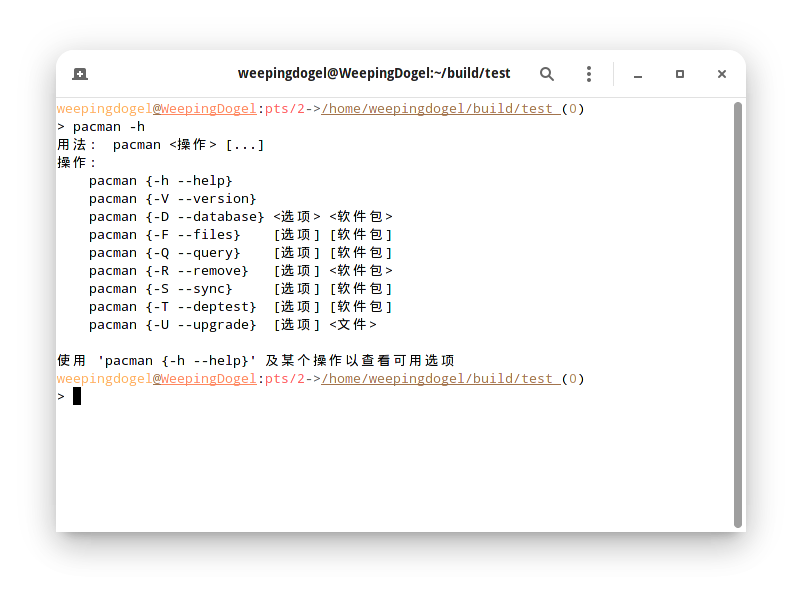 weepingdogel@WeepingDogel:~/build/test
weepingdogel@WeepingDogel:pts/2->/home/weepingdogel/build/test (0)
> pacman -h
用法： pacman <操作> [...]
操作：
    pacman {-h --help}
    pacman {-V --version}
    pacman {-D --database} <选项> <软件包>
    pacman {-F --files}    [选项] [软件包]
    pacman {-Q --query}    [选项] [软件包]
    pacman {-R --remove}   [选项] <软件包>
    pacman {-S --sync}     [选项] [软件包]
    pacman {-T --deptest}  [选项] [软件包]
    pacman {-U --upgrade}  [选项] <文件>

使用 'pacman {-h --help}' 及某个操作以查看可用选项
weepingdogel@WeepingDogel:pts/2->/home/weepingdogel/build/test (0)
>